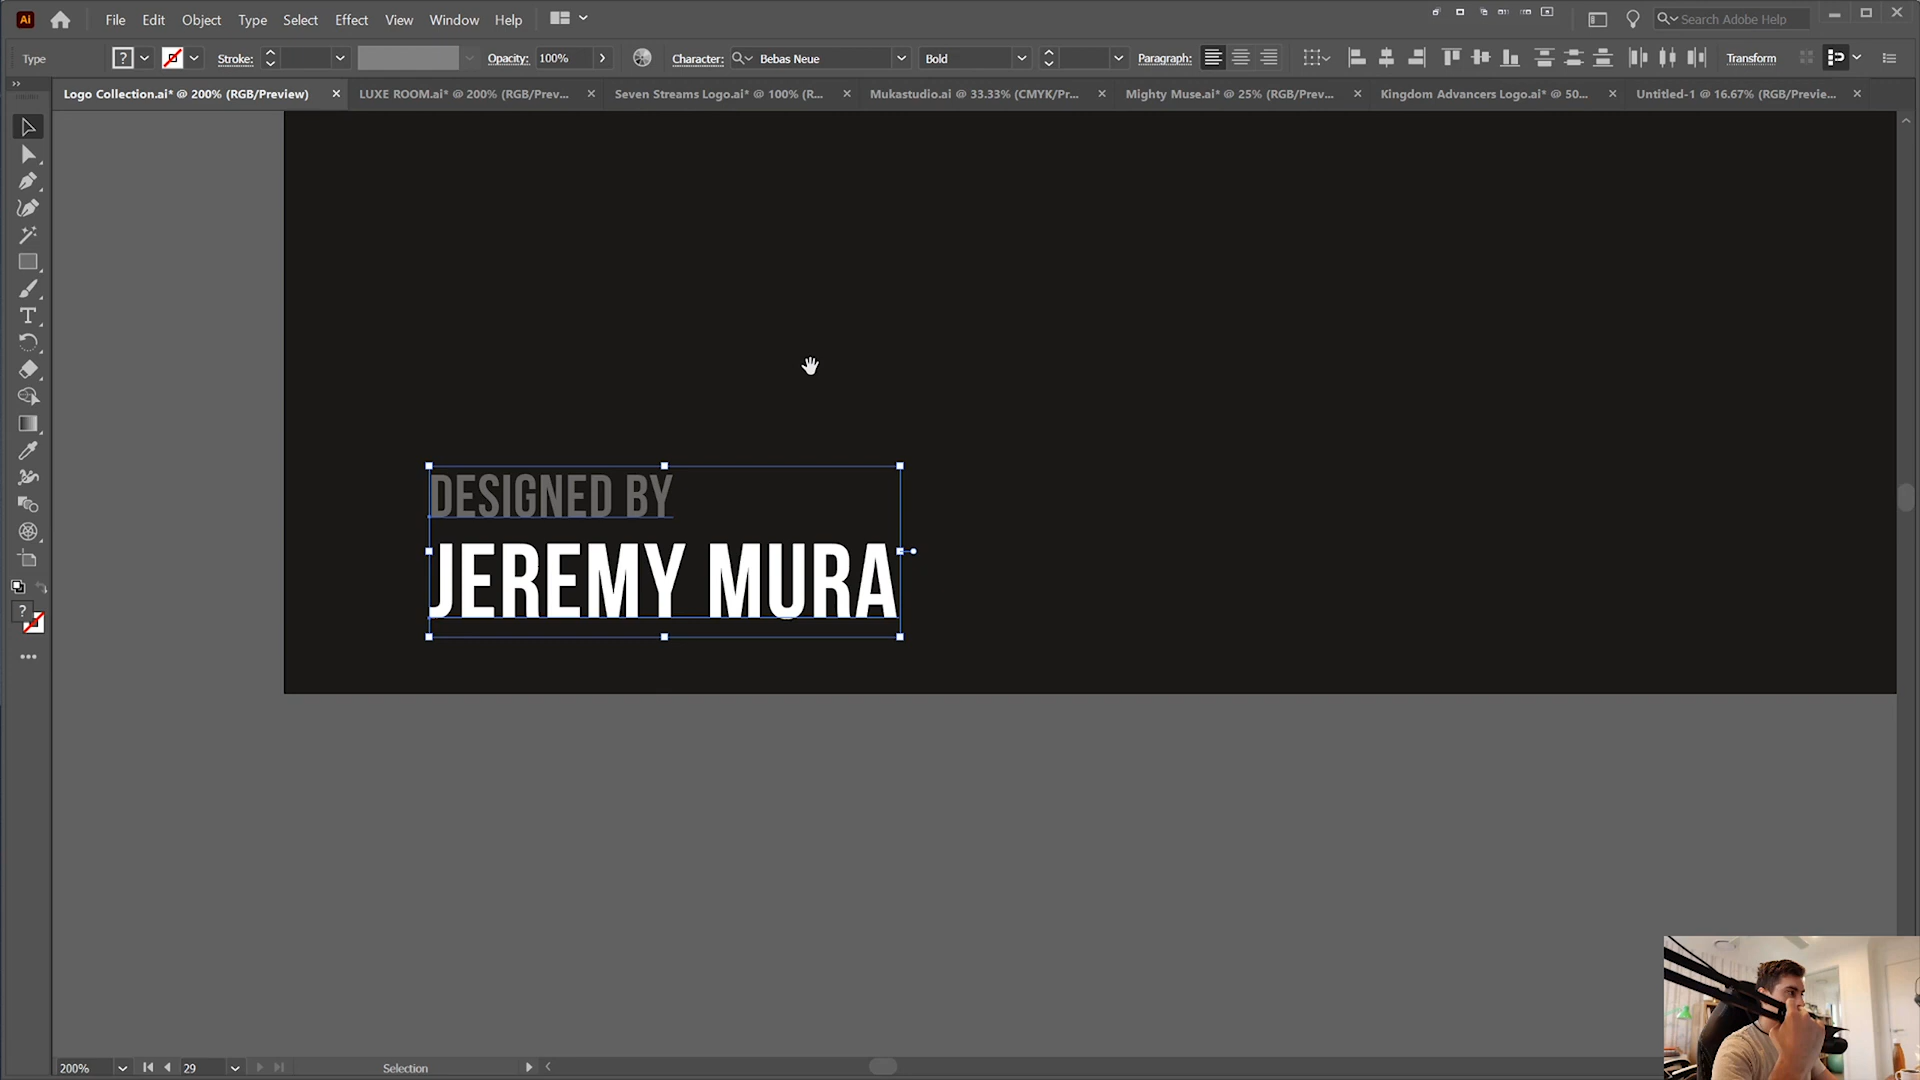 Ai File Edit Object Type Select Effect View Window Help Search Adobe Help
Type Stroke: Opacity: 100% Character: Bebas Neue Bold Paragraph: Transform
Logo Collection.ai* @ 200% (RGB/Preview) LUXE ROOM.ai* @ 200% (RGB/Prev... Seven Streams Logo.ai* @ 100% (R... Mukastudio.ai @ 33.33% (CMYK/Pr... Mighty Muse.ai* @ 25% (RGB/Prev... Kingdom Advancers Logo.ai* @ 50... Untitled-1 @ 16.67% (RGB/Previe...
DESIGNED BY
JEREMY MURA
200% 29 Selection